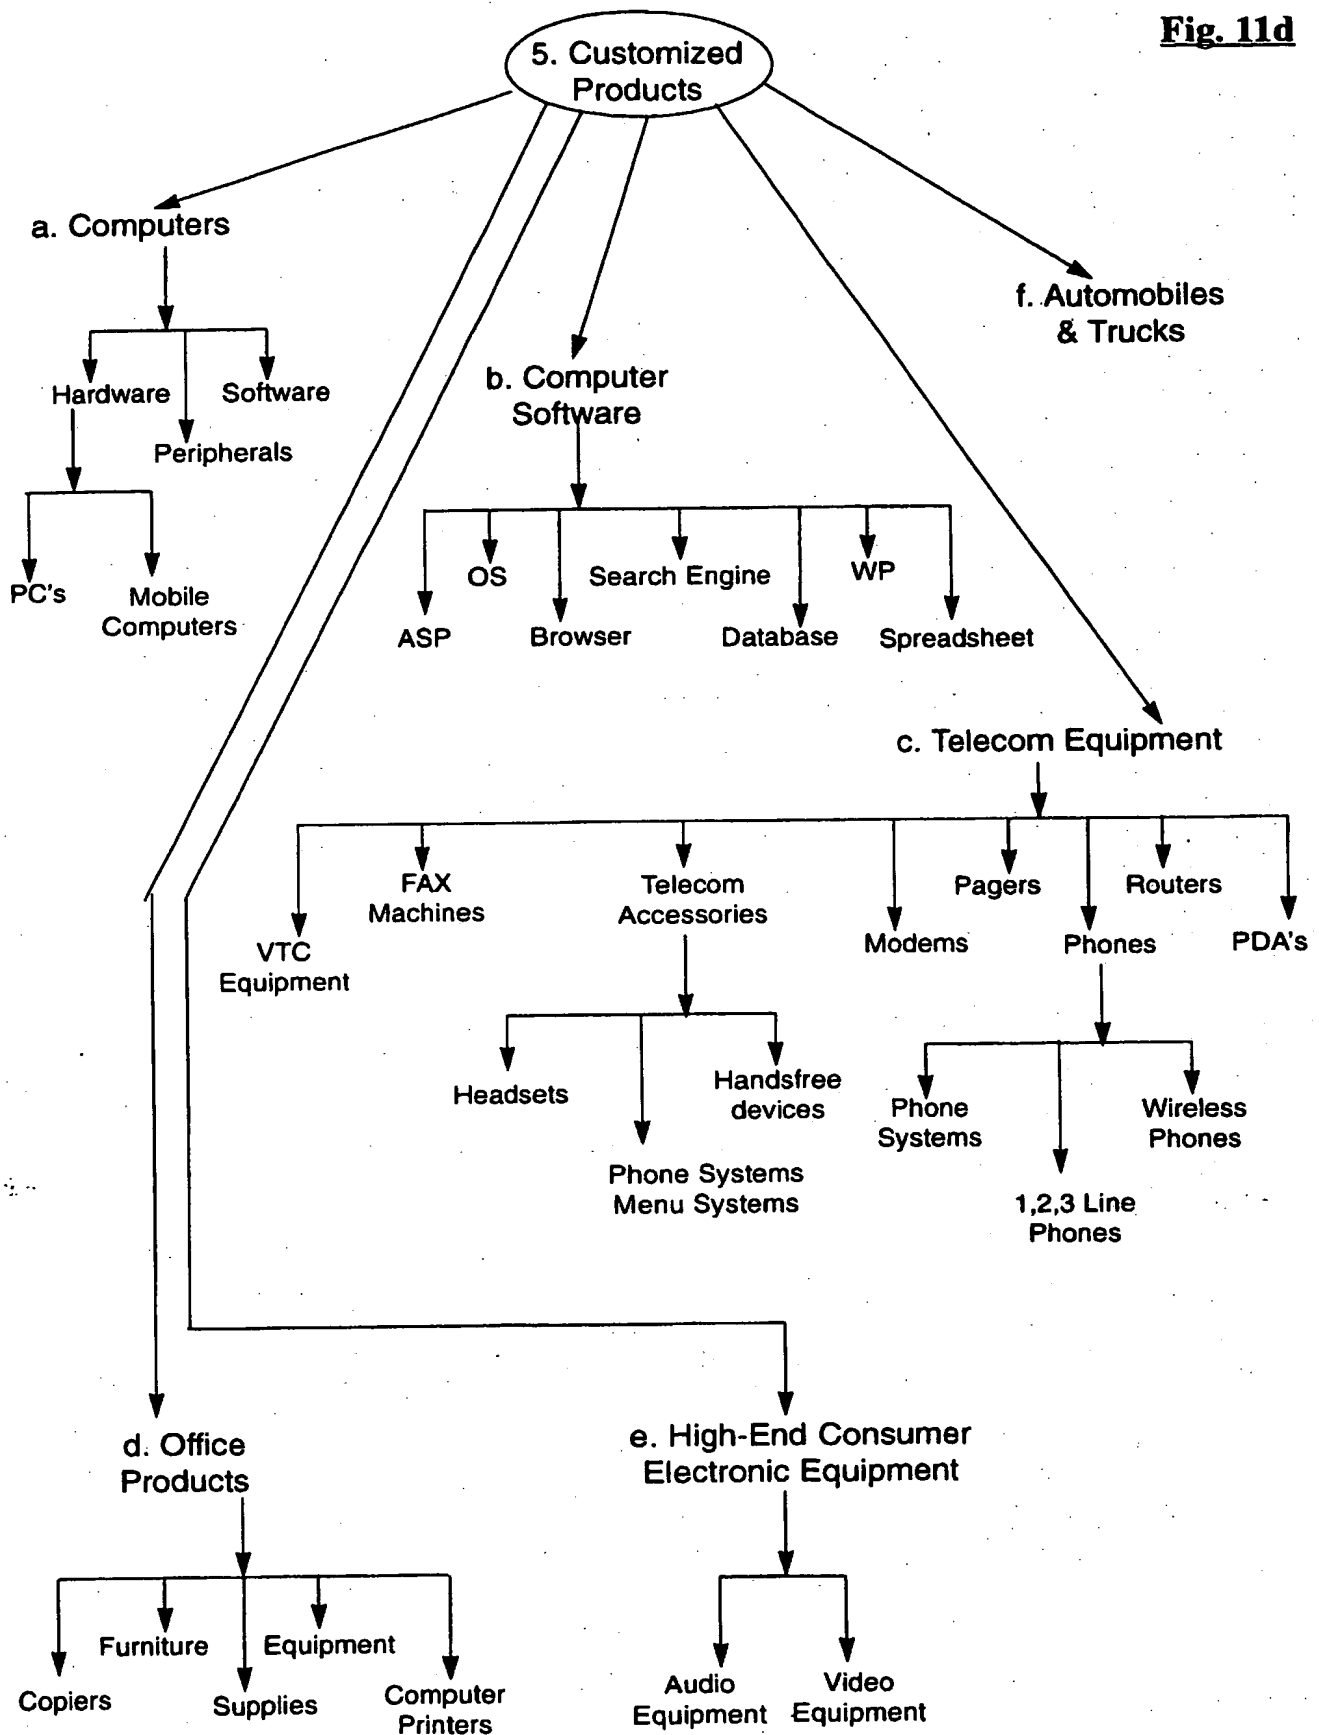 Fig. 11d
5. Customized
Products
a. Computers
Hardware
Software
Peripherals
PC's
Mobile
Computers
b. Computer
Software
OS
Search Engine
WP
ASP
Browser
Database
Spreadsheet
f. Automobiles
& Trucks
c. Telecom Equipment
FAX
Machines
Telecom
Accessories
Pagers
Routers
VTC
Equipment
Modems
Phones
PDA's
Headsets
Handsfree
devices
Phone Systems
Menu Systems
Phone
Systems
Wireless
Phones
1,2,3 Line
Phones
d. Office
Products
Furniture
Equipment
Copiers
Supplies
Computer
Printers
e. High-End Consumer
Electronic Equipment
Audio
Equipment
Video
Equipment